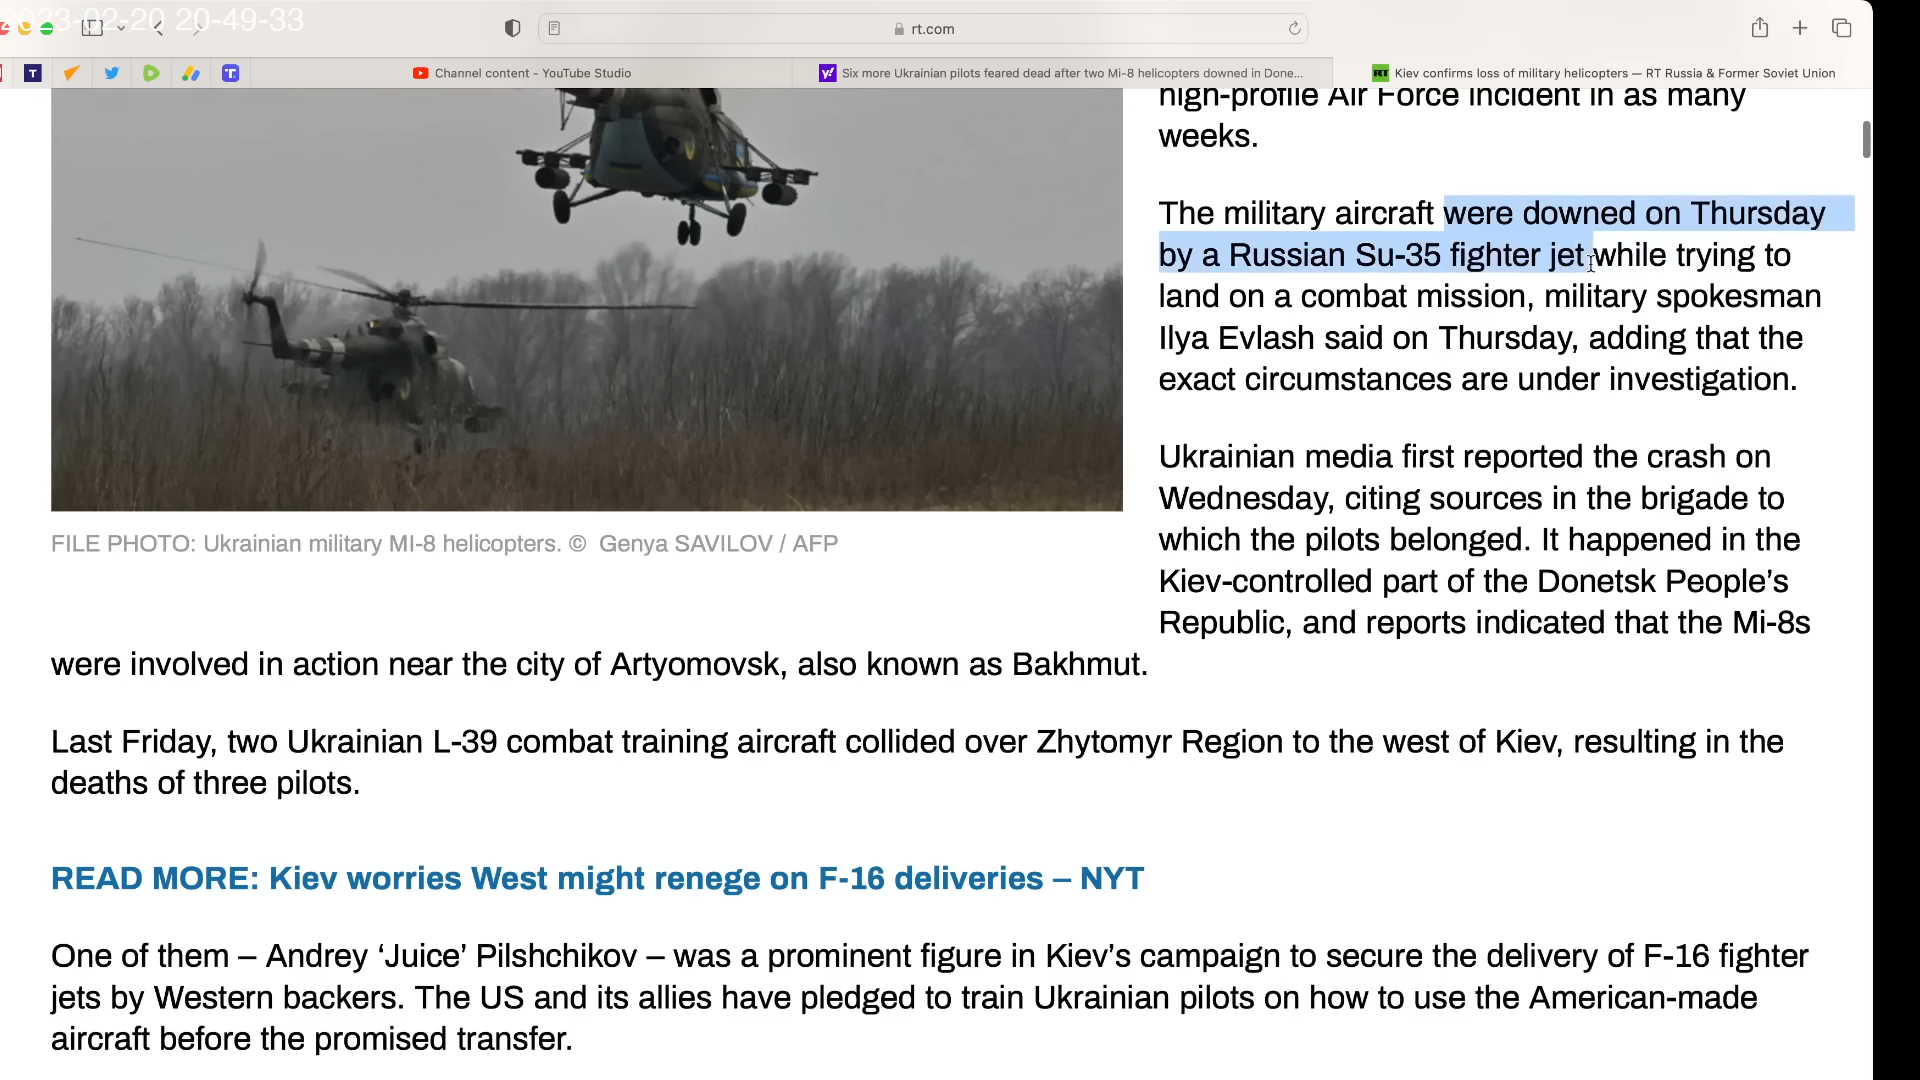 2023-02-20 20-49-33
rt.com
Channel content - YouTube Studio
Six more Ukrainian pilots feared dead after two Mi-8 helicopters downed in Done...
RT Kiev confirms loss of military helicopters — RT Russia & Former Soviet Union
high-profile Air Force incident in as many
weeks.
The military aircraft were downed on Thursday
by a Russian Su-35 fighter jet while trying to
land on a combat mission, military spokesman
Ilya Evlash said on Thursday, adding that the
exact circumstances are under investigation.
Ukrainian media first reported the crash on
Wednesday, citing sources in the brigade to
which the pilots belonged. It happened in the
Kiev-controlled part of the Donetsk People’s
Republic, and reports indicated that the Mi-8s
were involved in action near the city of Artyomovsk, also known as Bakhmut.
FILE PHOTO: Ukrainian military MI-8 helicopters. © Genya SAVILOV / AFP
Last Friday, two Ukrainian L-39 combat training aircraft collided over Zhytomyr Region to the west of Kiev, resulting in the
deaths of three pilots.
READ MORE: Kiev worries West might renege on F-16 deliveries – NYT
One of them – Andrey ‘Juice’ Pilshchikov – was a prominent figure in Kiev’s campaign to secure the delivery of F-16 fighter
jets by Western backers. The US and its allies have pledged to train Ukrainian pilots on how to use the American-made
aircraft before the promised transfer.